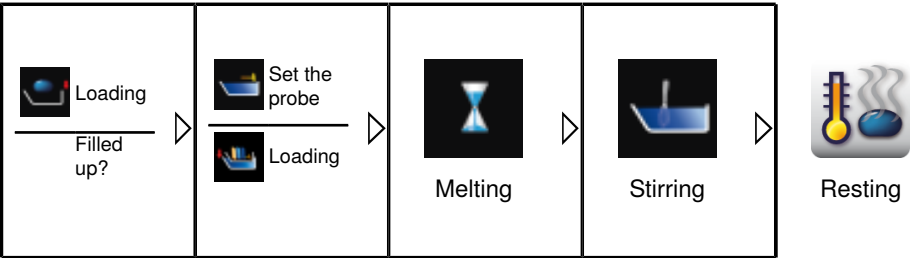 Loading
Filled
up?
Set the
probe
Loading
Melting
Stirring
Resting